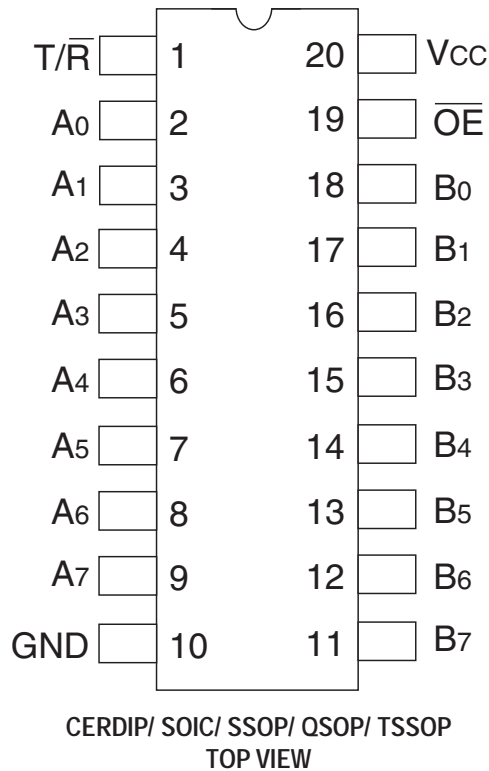 T/R̅ 1 20 VCC
A0 2 19 O̅E̅
A1 3 18 B0
A2 4 17 B1
A3 5 16 B2
A4 6 15 B3
A5 7 14 B4
A6 8 13 B5
A7 9 12 B6
GND 10 11 B7
CERDIP/ SOIC/ SSOP/ QSOP/ TSSOP
TOP VIEW